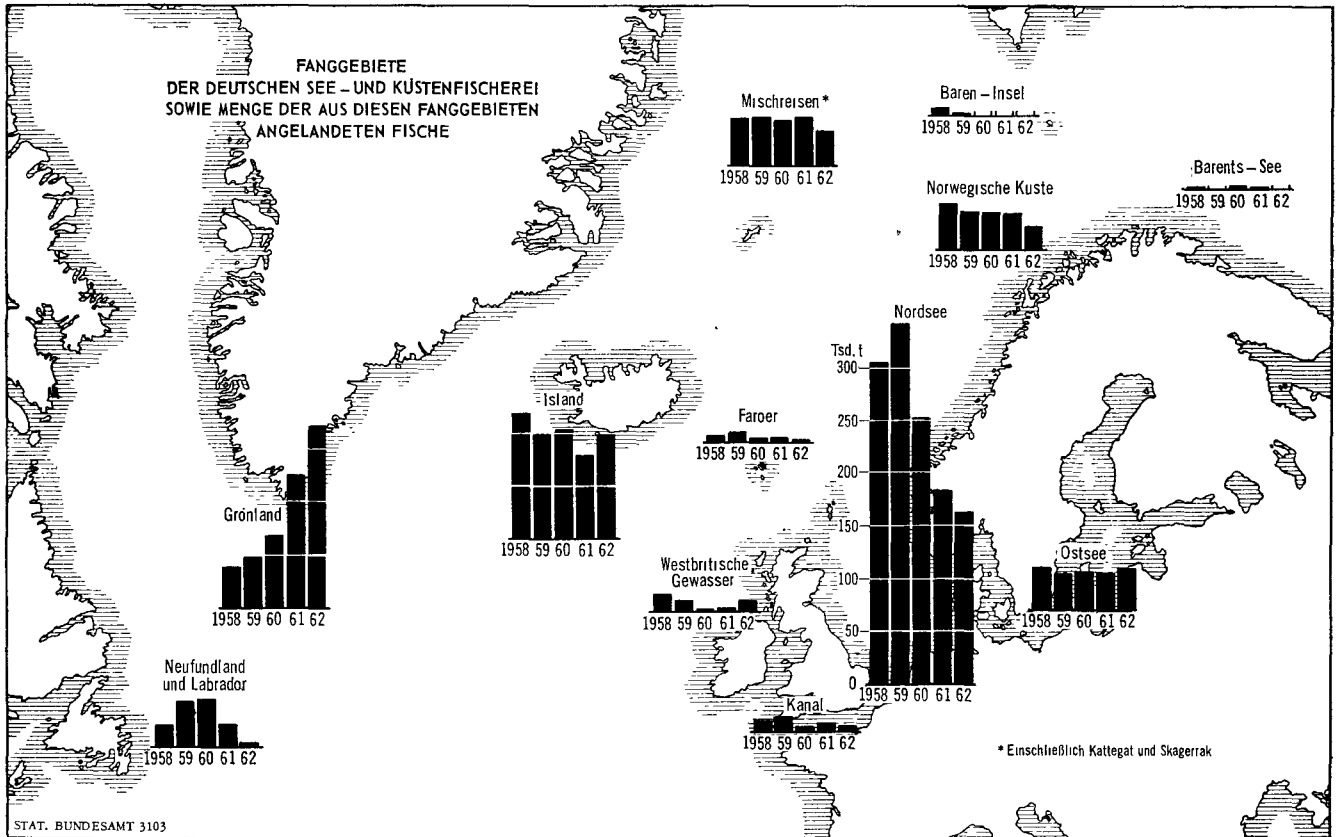 FANGGEBIETE
DER DEUTSCHEN SEE – UND KÜSTENFISCHEREI
SOWIE MENGE DER AUS DIESEN FANGGEBIETEN
ANGELANDETEN FISCHE
Mischreisen *
1958 59 60 61 62
Baren – Insel
1958 59 60 61 62
Barents – See
1958 59 60 61 62
Norwegische Kuste
1958 59 60 61 62
Nordsee
Tsd. t
300
250
200
150
100
50
0
1958 59 60 61 62
Island
1958 59 60 61 62
Faroer
1958 59 60 61 62
Grönland
1958 59 60 61 62
Westbritische
Gewasser
1958 59 60 61 62
Ostsee
1958 59 60 61 62
Neufundland
und Labrador
1958 59 60 61 62
Kanal
1958 59 60 61 62
* Einschließlich Kattegat und Skagerrak
STAT. BUNDESAMT 3103